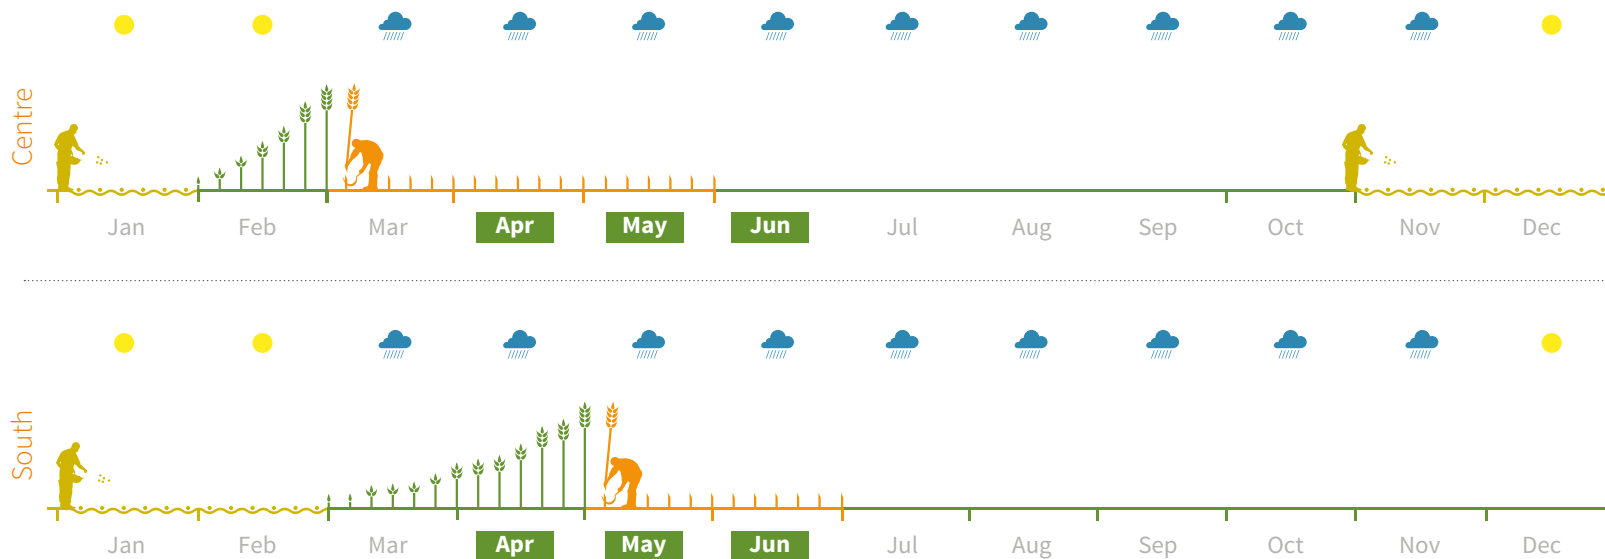 Centre
Jan Feb Mar Apr May Jun Jul Aug Sep Oct Nov Dec
South
Jan Feb Mar Apr May Jun Jul Aug Sep Oct Nov Dec